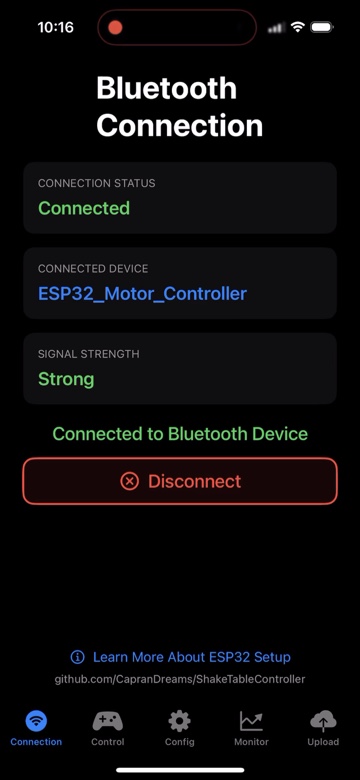 10:16
Bluetooth
Connection
CONNECTION STATUS
Connected
CONNECTED DEVICE
ESP32_Motor_Controller
SIGNAL STRENGTH
Strong
Connected to Bluetooth Device
Disconnect
Learn More About ESP32 Setup
github.com/CapranDreams/ShakeTableController
Connection Control Config Monitor Upload